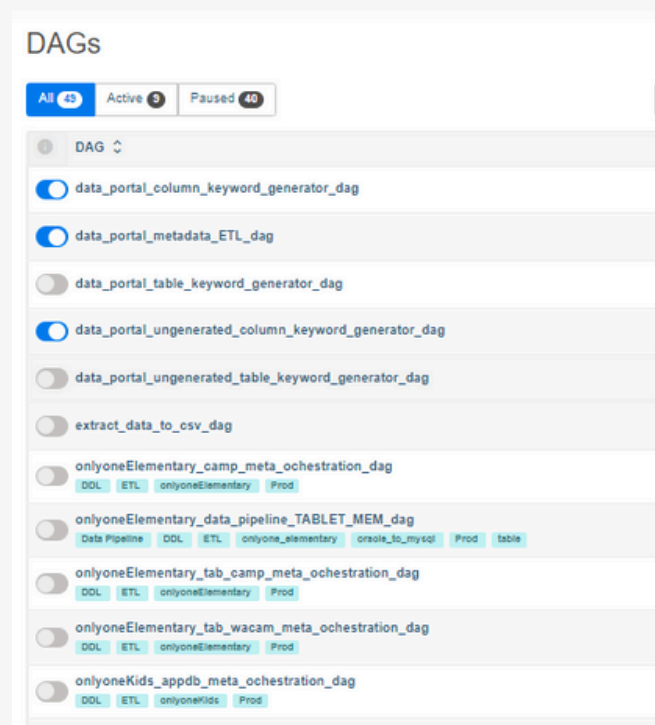 DAGs
All 49 Active 9 Paused 40
DAG
data_portal_column_keyword_generator_dag
data_portal_metadata_ETL_dag
data_portal_table_keyword_generator_dag
data_portal_ungenerated_column_keyword_generator_dag
data_portal_ungenerated_table_keyword_generator_dag
extract_data_to_csv_dag
onlyoneElementary_camp_meta_ochestration_dag
DDL ETL onlyoneElementary Prod
onlyoneElementary_data_pipeline_TABLET_MEM_dag
Data Pipeline DDL ETL onlyone_elementary oracle_to_mysql Prod table
onlyoneElementary_tab_camp_meta_ochestration_dag
DDL ETL onlyoneElementary Prod
onlyoneElementary_tab_wacam_meta_ochestration_dag
DDL ETL onlyoneElementary Prod
onlyoneKids_appdb_meta_ochestration_dag
DDL ETL onlyoneKids Prod